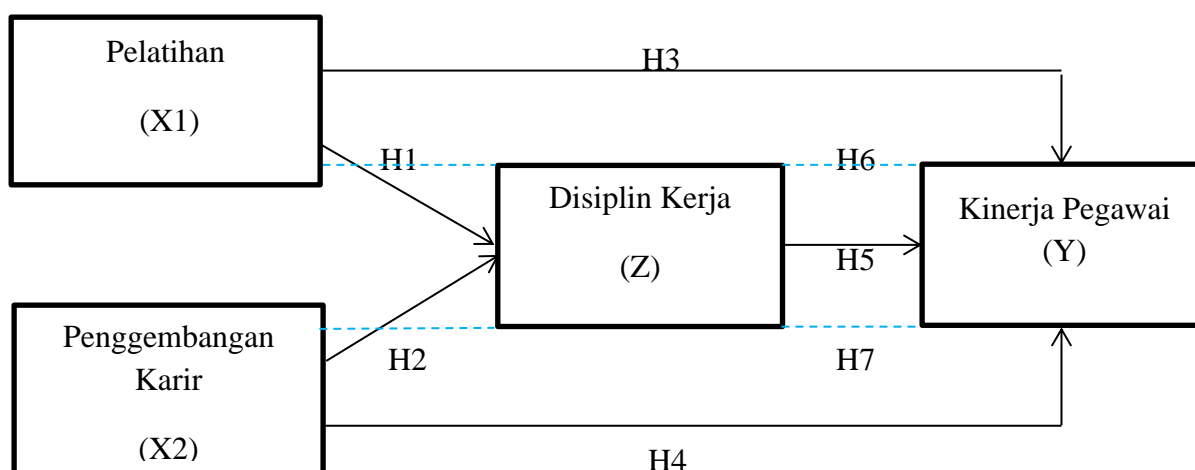 Pelatihan
(X1)
H3
H1
H6
Disiplin Kerja
(Z)
Kinerja Pegawai
(Y)
H5
Penggembangan
Karir
(X2)
H2
H7
H4